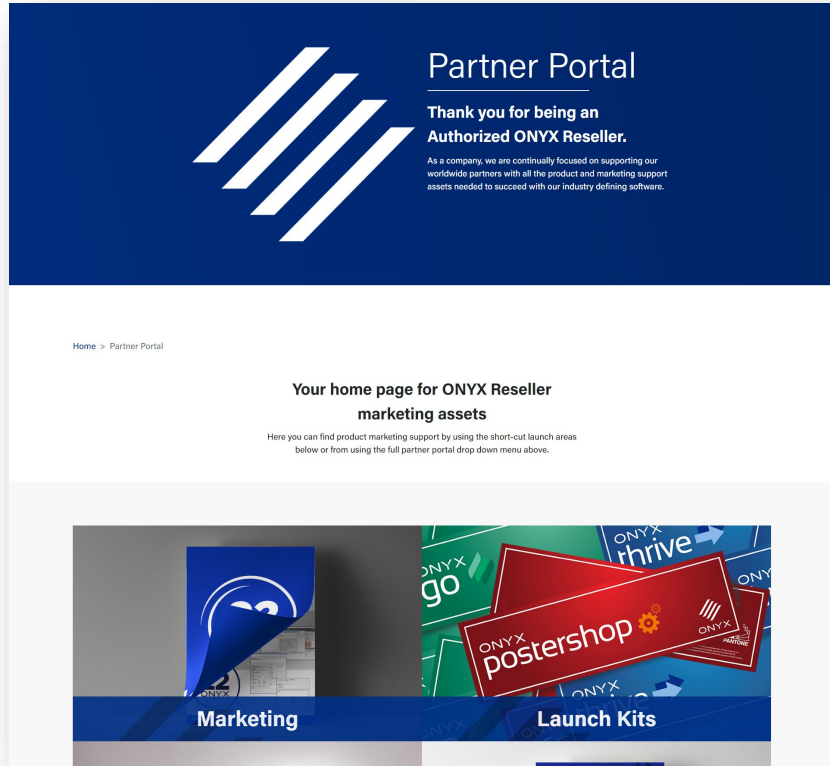 Partner Portal
Thank you for being an
Authorized ONYX Reseller.
As a company, we are continually focused on supporting our
worldwide partners with all the product and marketing support
assets needed to succeed with our industry defining software.
Home > Partner Portal
Your home page for ONYX Reseller
marketing assets
Here you can find product marketing support by using the short-cut launch areas
below or from using the full partner portal drop down menu above.
22
ONYX
Marketing
ONYX
go
ONYX
thrive
ONYX
ONYX
postershop
ONYX
PANTONE
ONYX
thrive
Launch Kits